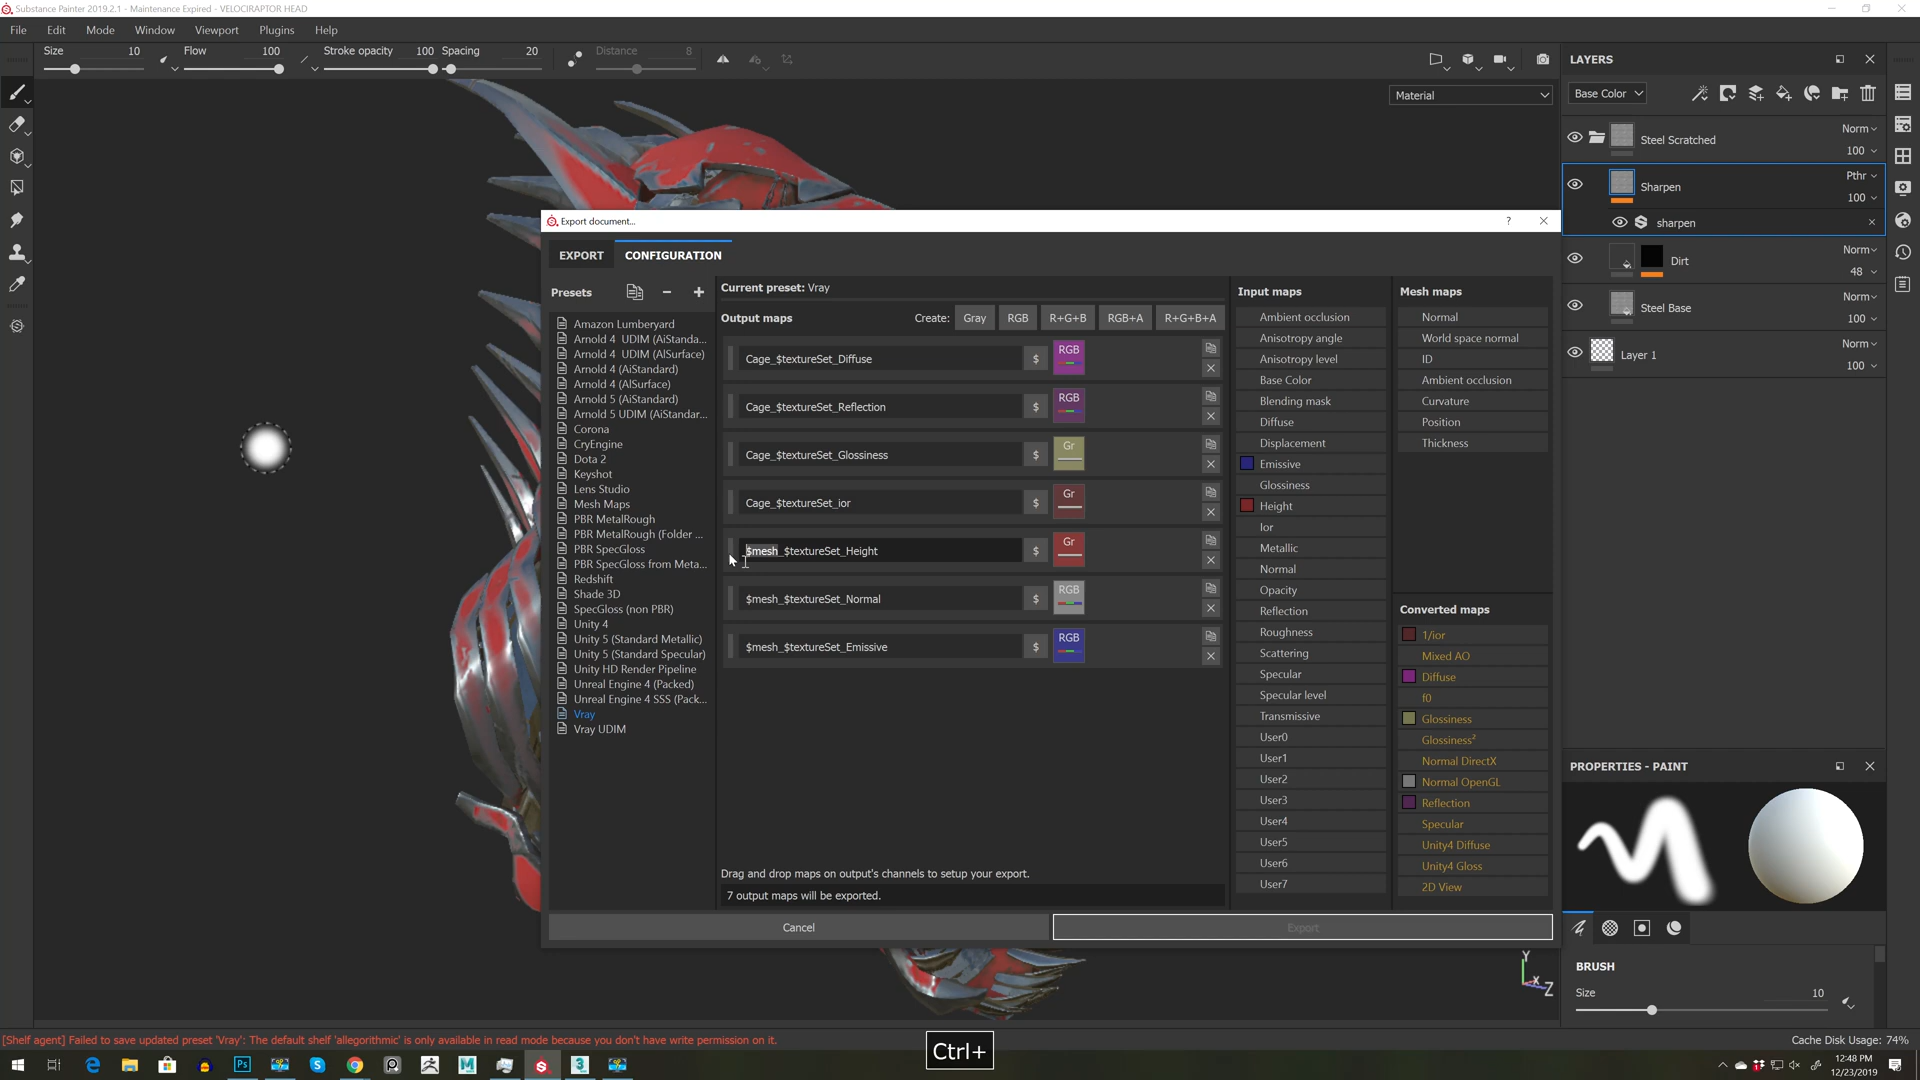 Substance Painter 2019.2.1 - Maintenance Expired - VELOCIRAPTOR HEAD
File Edit Mode Window Viewport Plugins Help
Size 10 Flow 100 Stroke opacity 100 Spacing 20 Distance 8
Material
LAYERS
Base Color
Steel Scratched Norm 100
Sharpen Pthr 100
sharpen
Dirt Norm 48
Steel Base Norm 100
Layer 1 Norm 100
Export document...
EXPORT CONFIGURATION
Presets
Amazon Lumberyard
Arnold 4 UDIM (AiStanda...
Arnold 4 UDIM (AlSurface)
Arnold 4 (AiStandard)
Arnold 4 (AlSurface)
Arnold 5 (AiStandard)
Arnold 5 UDIM (AiStandar...
Corona
CryEngine
Dota 2
Keyshot
Lens Studio
Mesh Maps
PBR MetalRough
PBR MetalRough (Folder ...
PBR SpecGloss
PBR SpecGloss from Meta...
Redshift
Shade 3D
SpecGloss (non PBR)
Unity 4
Unity 5 (Standard Metallic)
Unity 5 (Standard Specular)
Unity HD Render Pipeline
Unreal Engine 4 (Packed)
Unreal Engine 4 SSS (Pack...
Vray
Vray UDIM
Current preset: Vray
Output maps Create: Gray RGB R+G+B RGB+A R+G+B+A
Cage_$textureSet_Diffuse $ RGB
Cage_$textureSet_Reflection $ RGB
Cage_$textureSet_Glossiness $ Gr
Cage_$textureSet_ior $ Gr
$mesh_$textureSet_Height $ Gr
$mesh_$textureSet_Normal $ RGB
$mesh_$textureSet_Emissive $ RGB
Drag and drop maps on output's channels to setup your export.
7 output maps will be exported.
Input maps
Ambient occlusion
Anisotropy angle
Anisotropy level
Base Color
Blending mask
Diffuse
Displacement
Emissive
Glossiness
Height
Ior
Metallic
Normal
Opacity
Reflection
Roughness
Scattering
Specular
Specular level
Transmissive
User0
User1
User2
User3
User4
User5
User6
User7
Mesh maps
Normal
World space normal
ID
Ambient occlusion
Curvature
Position
Thickness
Converted maps
1/ior
Mixed AO
Diffuse
f0
Glossiness
Glossiness²
Normal DirectX
Normal OpenGL
Reflection
Specular
Unity4 Diffuse
Unity4 Gloss
2D View
Cancel Export
PROPERTIES - PAINT
BRUSH
Size 10
Y
X
Z
[Shelf agent] Failed to save updated preset 'Vray': The default shelf 'allegorithmic' is only available in read mode because you don't have write permission on it.
Cache Disk Usage: 74%
Ctrl+
12:48 PM
12/23/2019